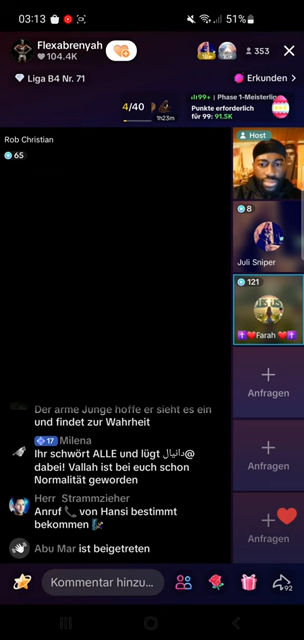 03:13
51%
Flexabrenyah
104.4K
353
Liga B4 Nr. 71
Erkunden >
4/40
1h23m
99+ | Phase 1-Meisterlig
Punkte erforderlich
für 99: 91.5K
Rob Christian
65
Host
8
Juli Sniper
121
Farah
Anfragen
Anfragen
Anfragen
Der arme Junge hoffe er sieht es ein
und findet zur Wahrheit
17 Milena
Ihr schwört ALLE und lügt دانيال@
dabei! Vallah ist bei euch schon
Normalität geworden
Herr Strammzieher
Anruf 📞 von Hansi bestimmt
bekommen
Abu Mar ist beigetreten
Kommentar hinzu...
92